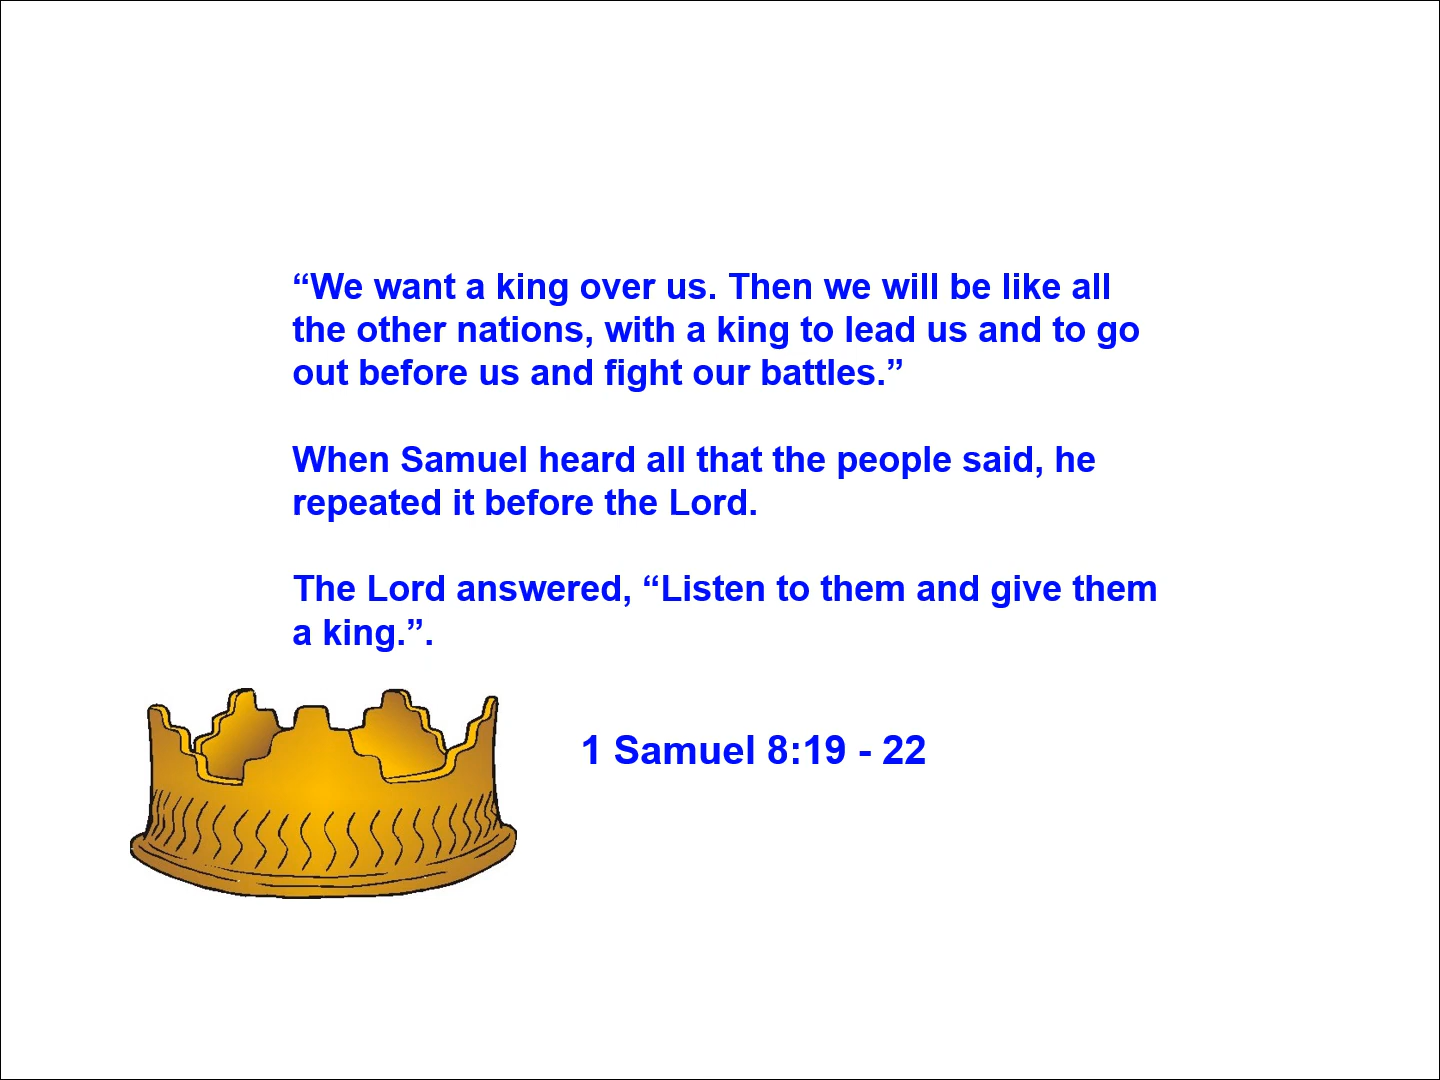 “We want a king over us. Then we will be like all
the other nations, with a king to lead us and to go
out before us and fight our battles.”
When Samuel heard all that the people said, he
repeated it before the Lord.
The Lord answered, “Listen to them and give them
a king.”.
1 Samuel 8:19 - 22